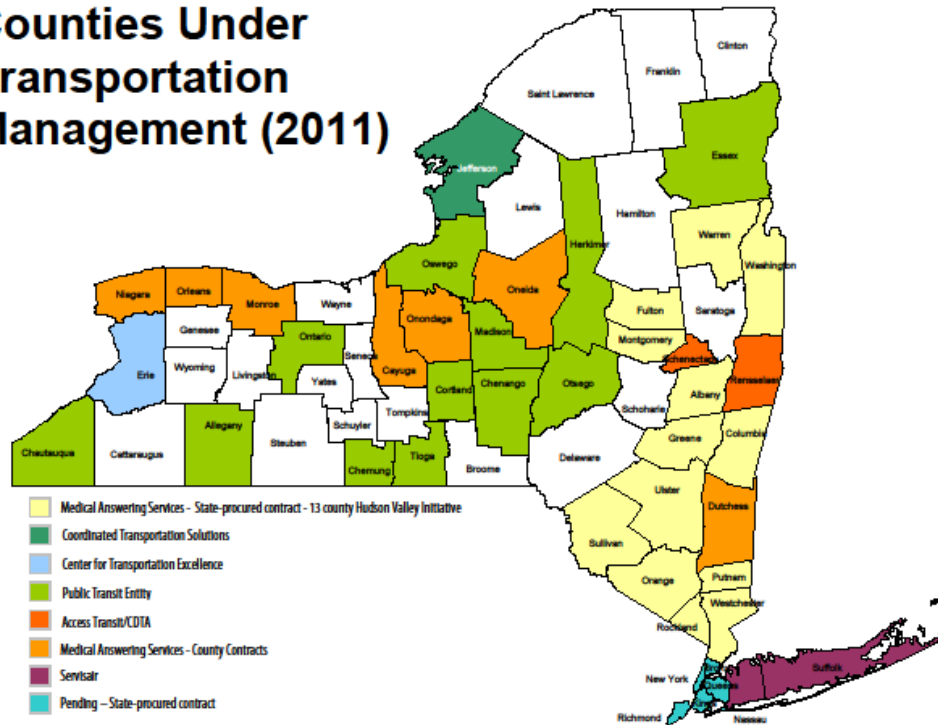 ounties Under
ransportation
anagement (2011)
Clinton
Franklin
Saint Lawrence
Essex
Jefferson
Lewis
Hamilton
Warren
Herkimer
Washington
Oswego
Oneida
Niagara
Orleans
Monroe
Wayne
Fulton
Saratoga
Onondaga
Genesee
Madison
Ontario
Montgomery
Seneca
Schenectady
Erie
Wyoming
Livingston
Cayuga
Yates
Cortland
Chenango
Otsego
Albany
Rensselaer
Tompkins
Schoharie
Schuyler
Allegany
Steuben
Greene
Columbia
Chautauqua
Cattaraugus
Chemung
Tioga
Broome
Delaware
Ulster
Dutchess
Sullivan
Orange
Putnam
Westchester
Rockland
Medical Answering Services - State-procured contract - 13 county Hudson Valley Initiative
Coordinated Transportation Solutions
Center for Transportation Excellence
Public Transit Entity
Access Transit/CDTA
Medical Answering Services - County Contracts
Servisair
Pending – State-procured contract
New York
Queens
Suffolk
Richmond
Nassau